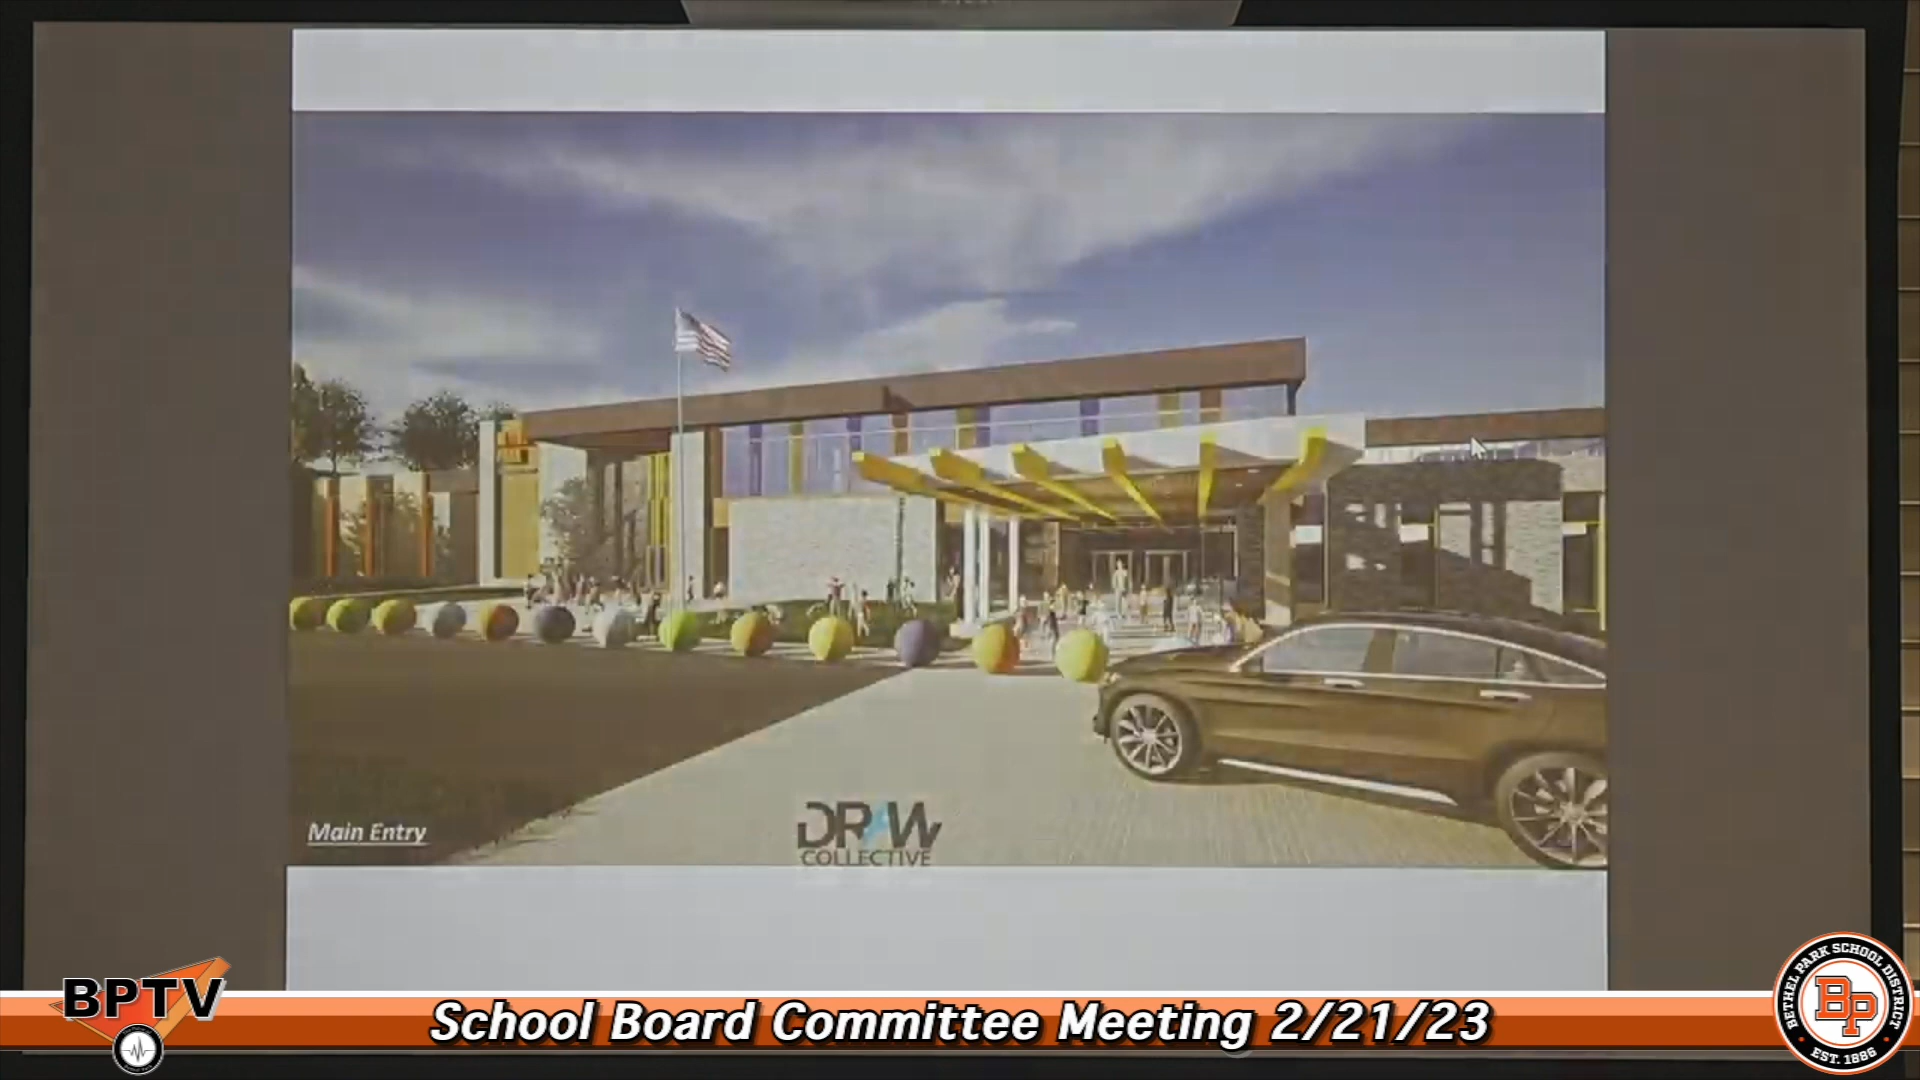 Main Entry
DRAW
COLLECTIVE
BPTV
School Board Committee Meeting 2/21/23
BETHEL PARK SCHOOL DISTRICT
BP
EST. 1886